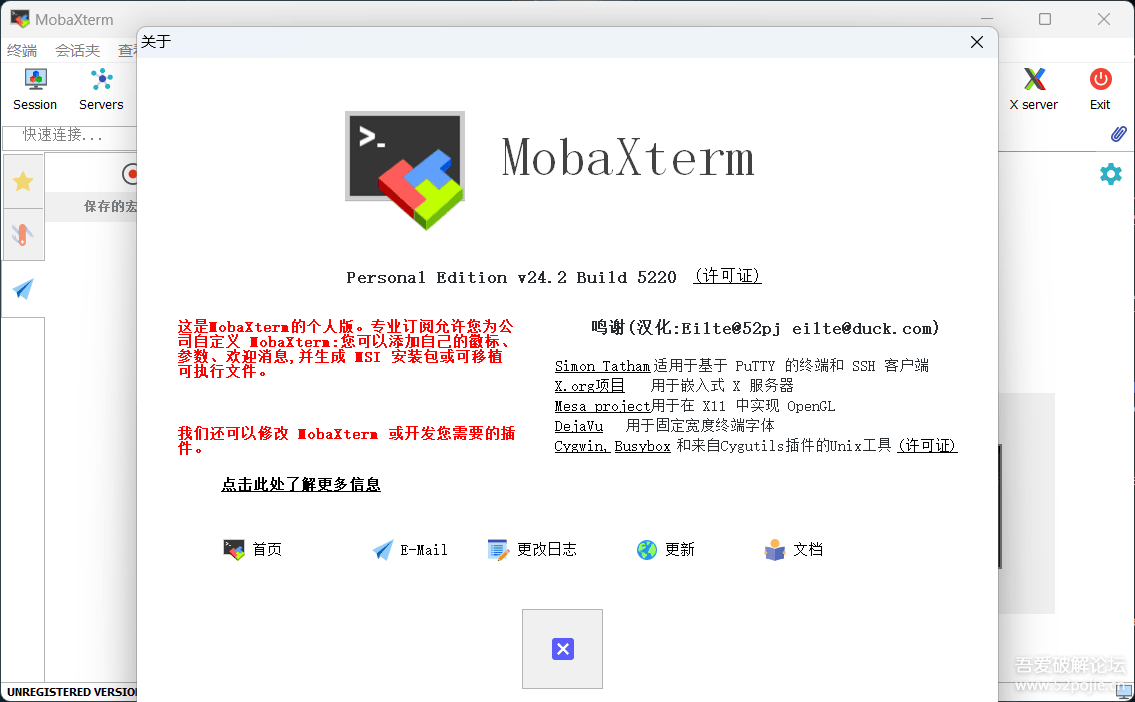 MobaXterm
终端 会话夹 查看
关于
Session Servers
X server Exit
快速连接...
保存的宏
>_
MobaXterm
Personal Edition v24.2 Build 5220 (许可证)
这是MobaXterm的个人版。专业订阅允许您为公
司自定义 MobaXterm:您可以添加自己的徽标、
参数、欢迎消息,并生成 MSI 安装包或可移植
可执行文件。
我们还可以修改 MobaXterm 或开发您需要的插
件。
点击此处了解更多信息
鸣谢(汉化:Eilte@52pj eilte@duck.com)
Simon Tatham 适用于基于 PuTTY 的终端和 SSH 客户端
X.org项目 用于嵌入式 X 服务器
Mesa project用于在 X11 中实现 OpenGL
DejaVu 用于固定宽度终端字体
Cygwin, Busybox 和来自Cygutils插件的Unix工具 (许可证)
首页 E-Mail 更改日志 更新 文档
UNREGISTERED VERSION
吾爱破解论坛
www.52pojie.cn